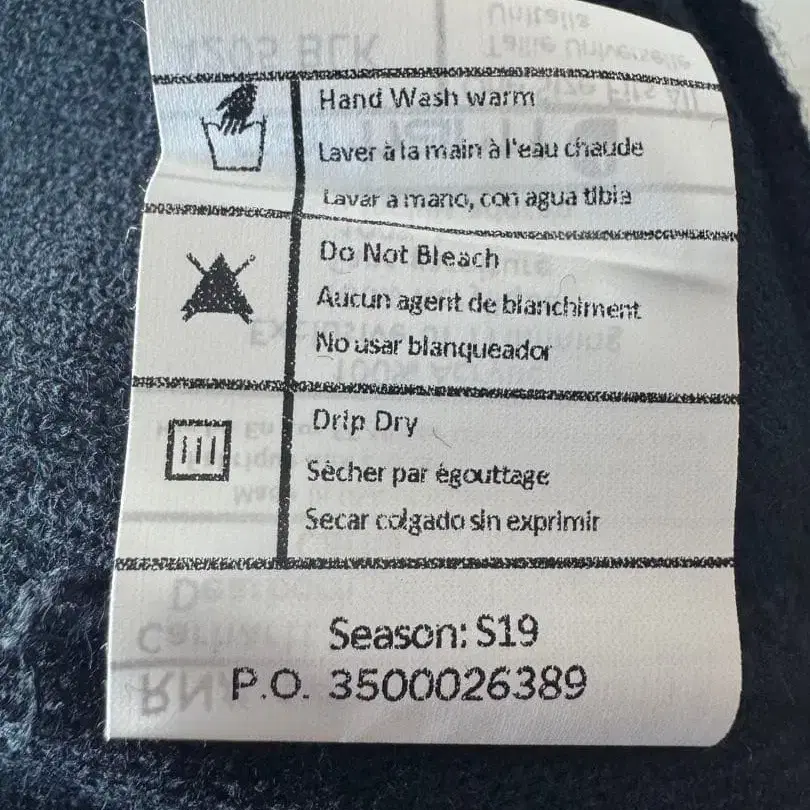 Hand Wash warm
Laver à la main à l'eau chaude
Lavar a mano, con agua tibia
Do Not Bleach
Aucun agent de blanchiment
No usar blanqueador
Drip Dry
Sécher par égouttage
Secar colgado sin exprimir
Season: S19
P.O. 3500026389